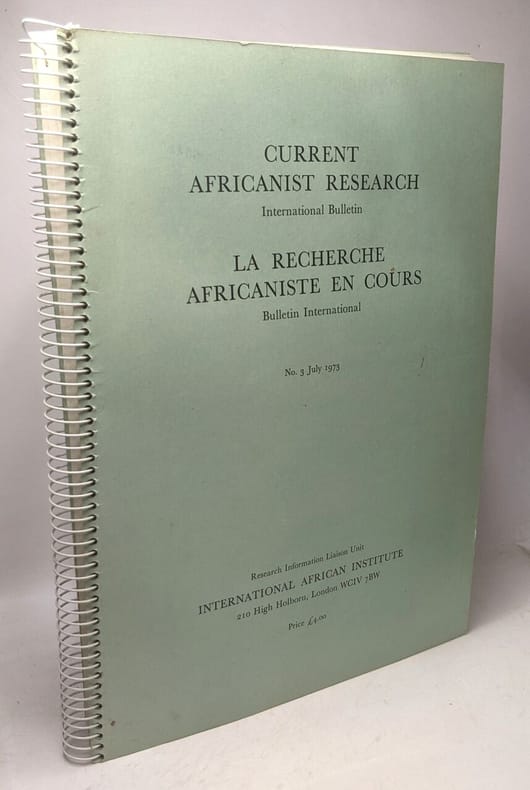 CURRENT
AFRICANIST RESEARCH
International Bulletin
LA RECHERCHE
AFRICANISTE EN COURS
Bulletin International
No. 3 July 1973
Research Information Liaison Unit
INTERNATIONAL AFRICAN INSTITUTE
210 High Holborn, London WC1V 7BW
Price £4.00